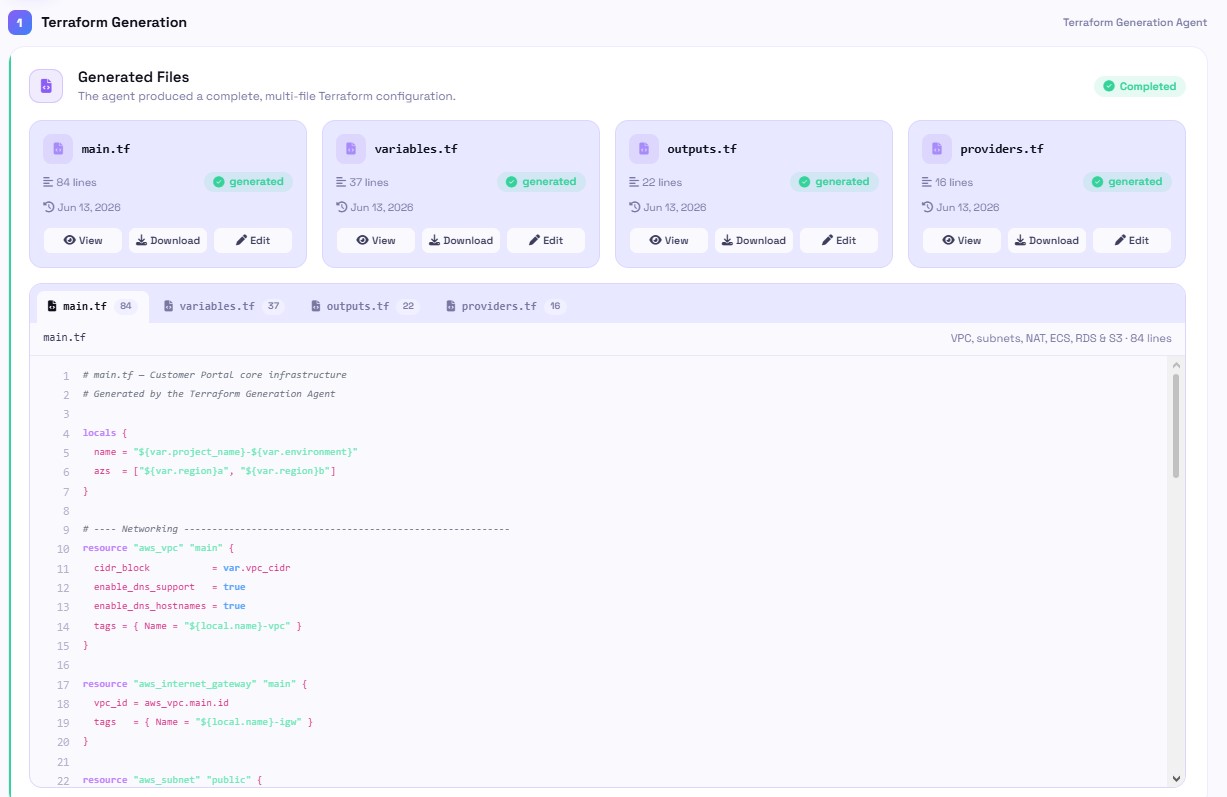 1 Terraform Generation Terraform Generation Agent
Generated Files
The agent produced a complete, multi-file Terraform configuration.
Completed
main.tf
84 lines generated
Jun 13, 2026
View Download Edit
variables.tf
37 lines generated
Jun 13, 2026
View Download Edit
outputs.tf
22 lines generated
Jun 13, 2026
View Download Edit
providers.tf
16 lines generated
Jun 13, 2026
View Download Edit
main.tf 84 variables.tf 37 outputs.tf 22 providers.tf 16
main.tf VPC, subnets, NAT, ECS, RDS & S3 · 84 lines
1 # main.tf — Customer Portal core infrastructure
2 # Generated by the Terraform Generation Agent
3
4 locals {
5   name = "${var.project_name}-${var.environment}"
6   azs  = ["${var.region}a", "${var.region}b"]
7 }
8
9 # ---- Networking ----------------------------------------------------------
10 resource "aws_vpc" "main" {
11   cidr_block           = var.vpc_cidr
12   enable_dns_support   = true
13   enable_dns_hostnames = true
14   tags = { Name = "${local.name}-vpc" }
15 }
16
17 resource "aws_internet_gateway" "main" {
18   vpc_id = aws_vpc.main.id
19   tags   = { Name = "${local.name}-igw" }
20 }
21
22 resource "aws_subnet" "public" {